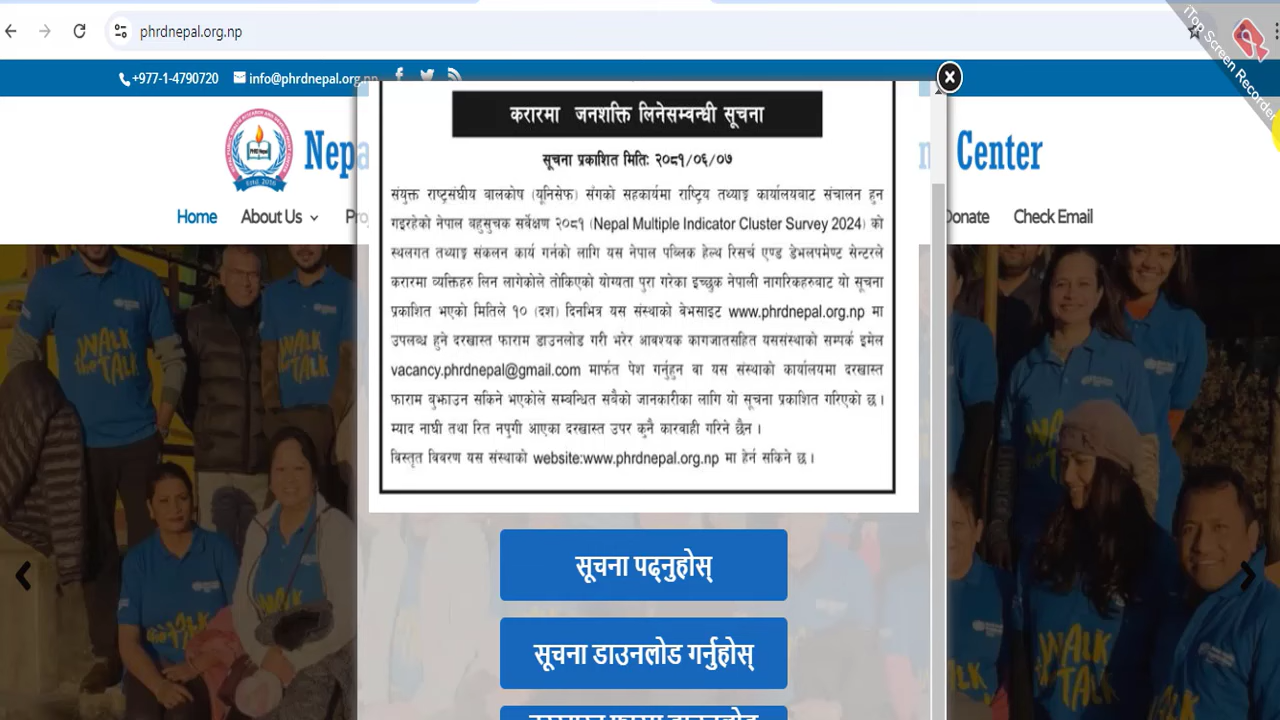 phrdnepal.org.np
iTop Screen Recorder
+977-1-4790720 info@phrdnepal.org.np
Center
Home About Us Donate Check Email
करारमा जनशक्ति लिनेसम्बन्धी सूचना
सूचना प्रकाशित मिति: २०८१/०६/०७
संयुक्त राष्ट्रसंघीय बालकोष (यूनिसेफ) सँगको सहकार्यमा राष्ट्रिय तथ्याङ्क कार्यालयबाट संचालन हुन
गइरहेको नेपाल बहुसूचक सर्वेक्षण २०८१ (Nepal Multiple Indicator Cluster Survey 2024) को
स्थलगत तथ्याङ्क संकलन कार्य गर्नको लागि यस नेपाल पब्लिक हेल्थ रिसर्च एण्ड डेभलपमेण्ट सेन्टरले
करारमा व्यक्तिहरु लिन लागेकोले तोकिएको योग्यता पुरा गरेका इच्छुक नेपाली नागरिकहरुबाट यो सूचना
प्रकाशित भएको मितिले १० (दश) दिनभित्र यस संस्थाको वेभसाइट www.phrdnepal.org.np मा
उपलब्ध हुने दरखास्त फाराम डाउनलोड गरी भरेर आवश्यक कागजातसहित यससंस्थाको सम्पर्क इमेल
vacancy.phrdnepal@gmail.com मार्फत पेश गर्नुहुन वा यस संस्थाको कार्यालयमा दरखास्त
फाराम बुझाउन सकिने भएकोले सम्बन्धित सबैको जानकारीका लागि यो सूचना प्रकाशित गरिएको छ।
म्याद नाघी तथा रित नपुगी आएका दरखास्त उपर कुनै कारवाही गरिने छैन ।
विस्तृत विवरण यस संस्थाको website:www.phrdnepal.org.np मा हेर्न सकिने छ।
सूचना पढ्नुहोस्
सूचना डाउनलोड गर्नुहोस्
WALK the TALK